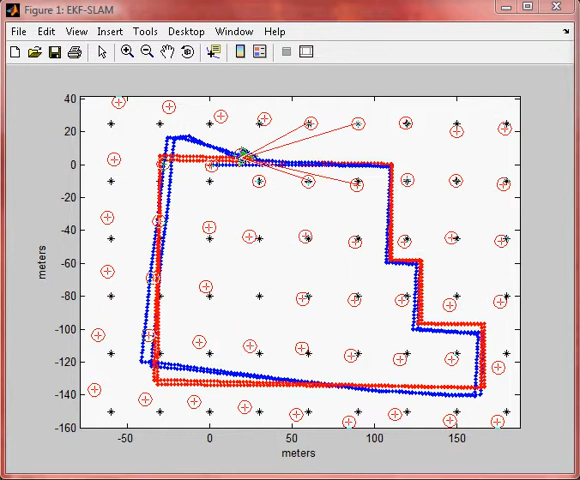 Figure 1: EKF-SLAM
File Edit View Insert Tools Desktop Window Help
40
20
0
-20
-40
-60
-80
-100
-120
-140
-160
meters
-50 0 50 100 150
meters